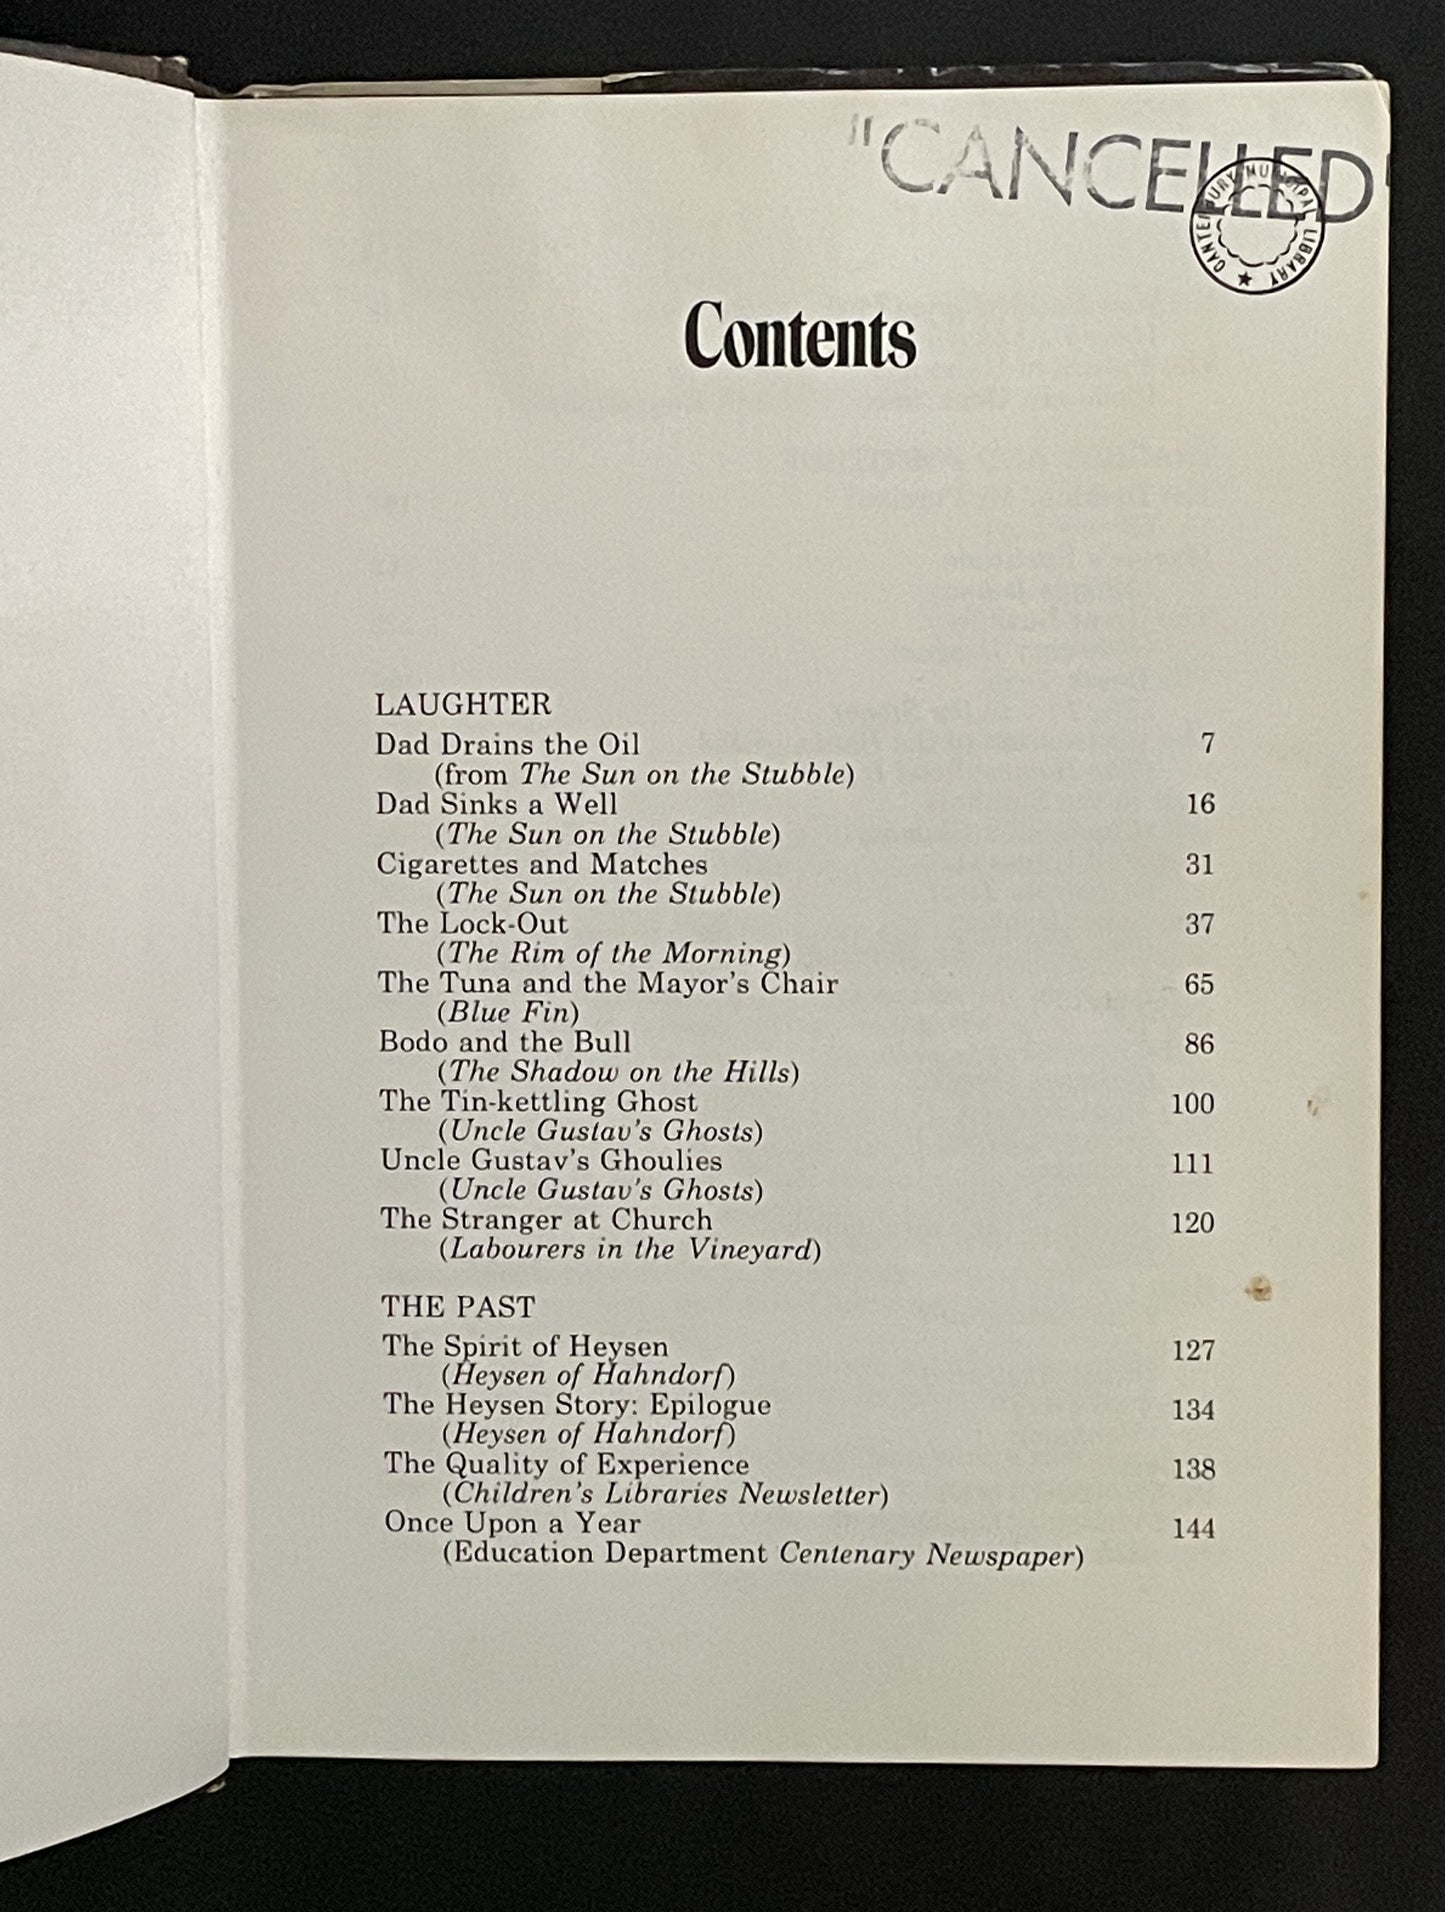 "CANCELLED"
CANTERBURY MUNICIPAL LIBRARY ★
Contents
LAUGHTER
Dad Drains the Oil 7
(from The Sun on the Stubble)
Dad Sinks a Well 16
(The Sun on the Stubble)
Cigarettes and Matches 31
(The Sun on the Stubble)
The Lock-Out 37
(The Rim of the Morning)
The Tuna and the Mayor's Chair 65
(Blue Fin)
Bodo and the Bull 86
(The Shadow on the Hills)
The Tin-kettling Ghost 100
(Uncle Gustav's Ghosts)
Uncle Gustav's Ghoulies 111
(Uncle Gustav's Ghosts)
The Stranger at Church 120
(Labourers in the Vineyard)
THE PAST
The Spirit of Heysen 127
(Heysen of Hahndorf)
The Heysen Story: Epilogue 134
(Heysen of Hahndorf)
The Quality of Experience 138
(Children's Libraries Newsletter)
Once Upon a Year 144
(Education Department Centenary Newspaper)